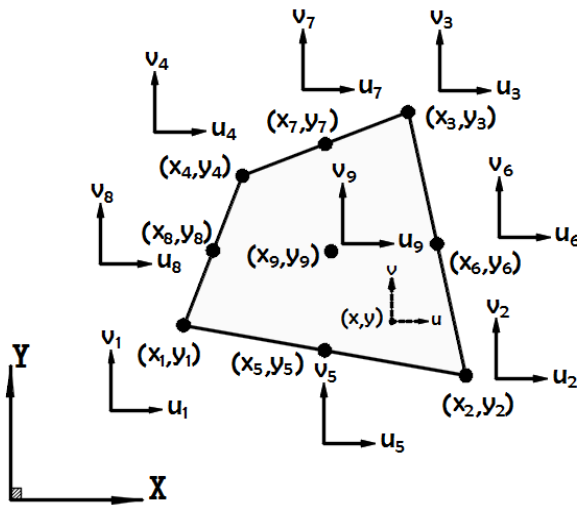 v₇
v₃
u₇
u₃
v₄
(x₇,y₇)
(x₃,y₃)
u₄
(x₄,y₄)
v₆
v₉
v₈
(x₈,y₈)
u₆
u₉
(x₉,y₉)
(x₆,y₆)
u₈
v
v₂
(x,y)
u
v₁
(x₁,y₁)
(x₅,y₅)
v₅
Y
u₂
(x₂,y₂)
u₁
u₅
X